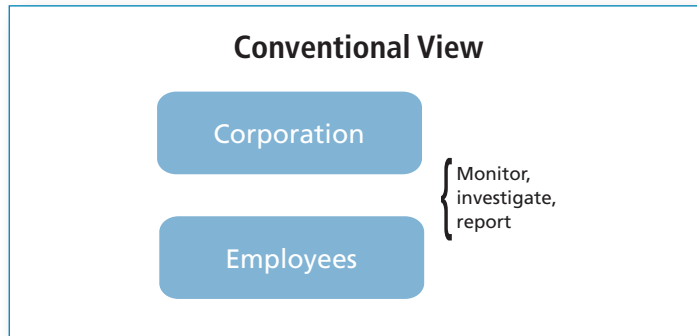 Conventional View
Corporation
Monitor,
investigate,
report
Employees